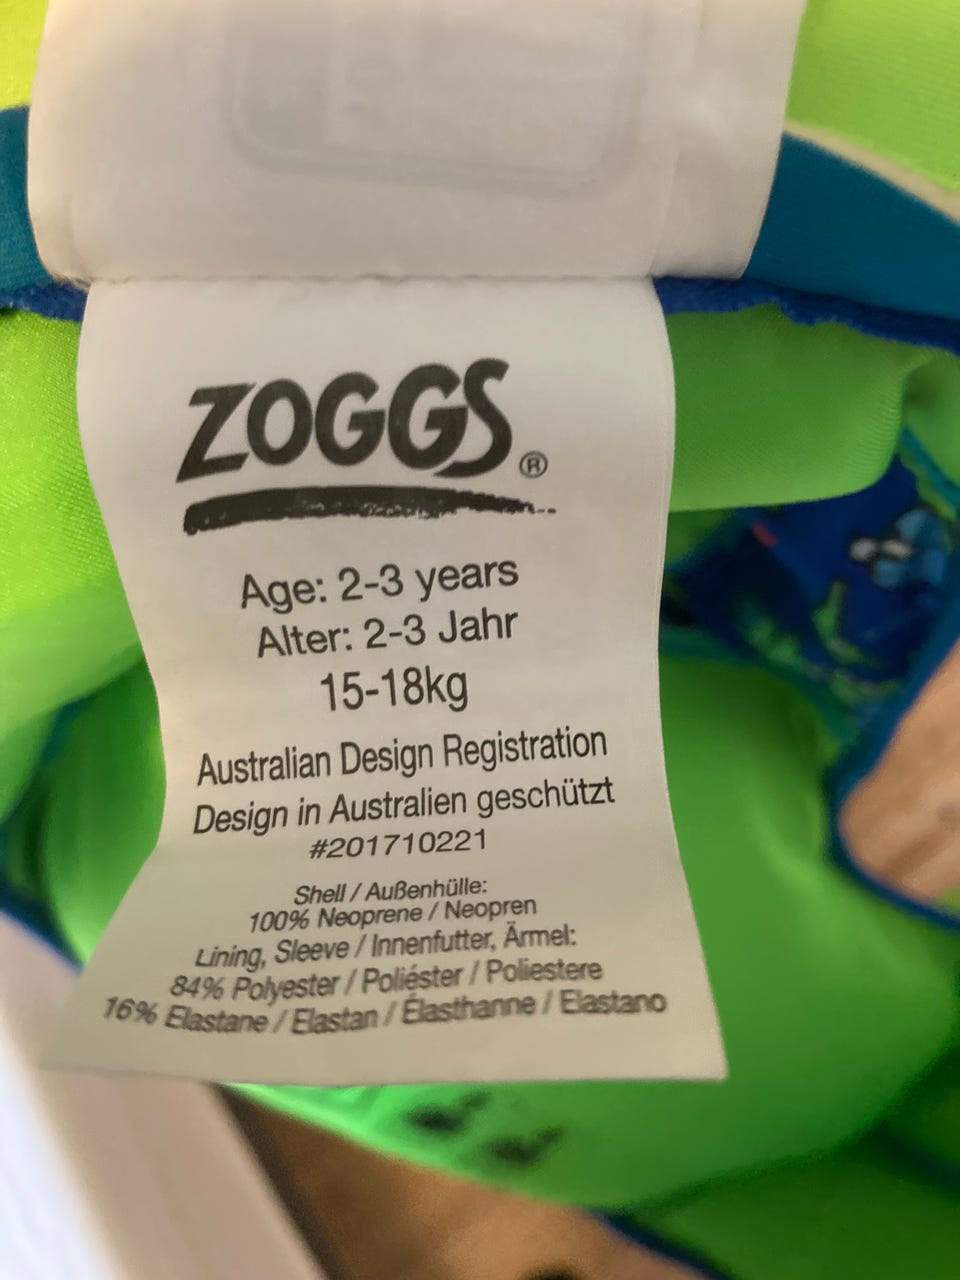 ZOGGS®
Age: 2-3 years
Alter: 2-3 Jahr
15-18kg
Australian Design Registration
Design in Australien geschützt
#201710221
Shell / Außenhülle:
100% Neoprene / Neopren
Lining, Sleeve / Innenfutter, Ärmel:
84% Polyester / Poliéster / Poliestere
16% Elastane / Elastan / Élasthanne / Elastano